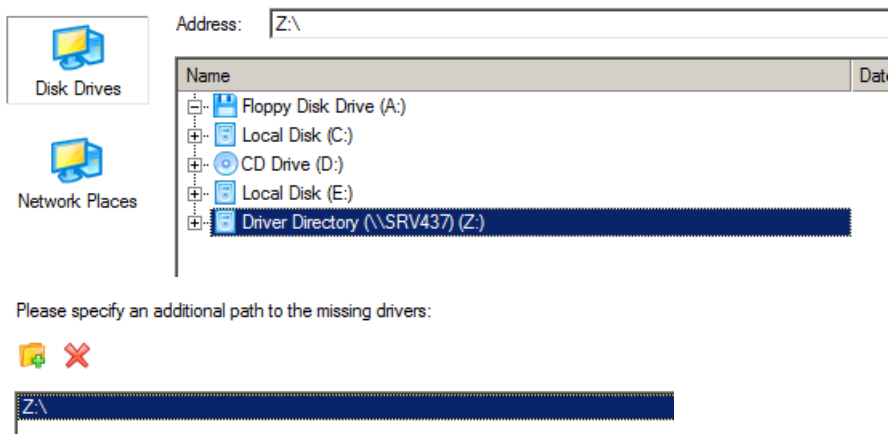 Address: Z:\
Disk Drives
Name Date
Floppy Disk Drive (A:)
Local Disk (C:)
CD Drive (D:)
Network Places
Local Disk (E:)
Driver Directory (\\SRV437) (Z:)
Please specify an additional path to the missing drivers:
Z:\